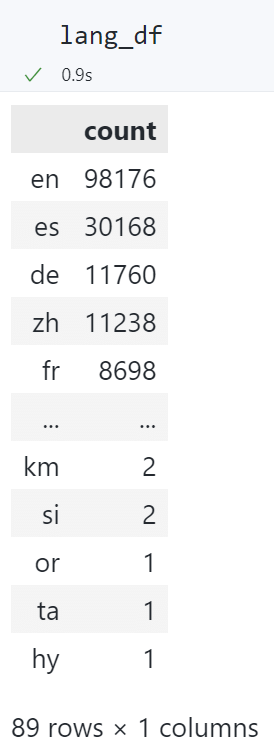 lang_df
✓ 0.9s
count
en 98176
es 30168
de 11760
zh 11238
fr 8698
... ...
km 2
si 2
or 1
ta 1
hy 1
89 rows × 1 columns